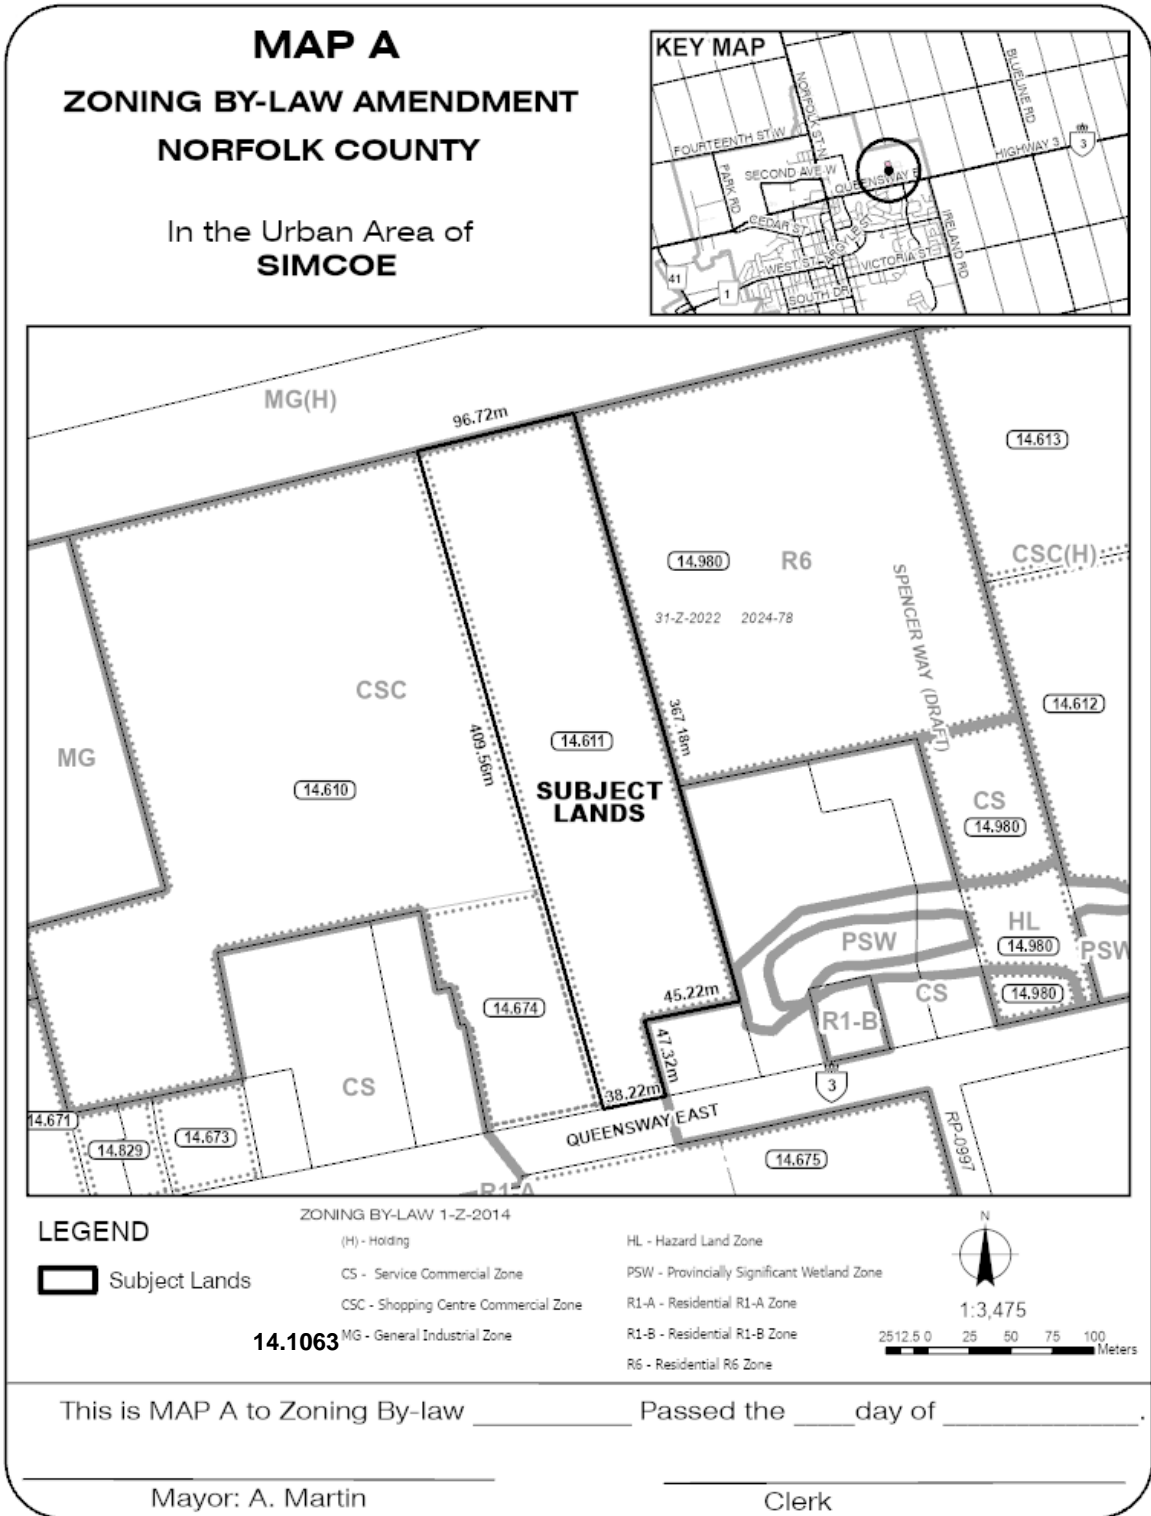 MAP A
ZONING BY-LAW AMENDMENT
NORFOLK COUNTY
In the Urban Area of
SIMCOE
KEY MAP
NORFOLK ST N
BLUELINE RD
FOURTEENTH ST W
HIGHWAY 3
3
PARK RD
SECOND AVE W
QUEENSWAY E
CEDAR ST
ARGYLE ST
IRELAND RD
WEST ST
VICTORIA ST
41
1
SOUTH DR
MG(H)
96.72m
14.613
14.980
R6
CSC(H)
SPENCER WAY (DRAFT)
31-Z-2022 2024-78
CSC
367.18m
14.612
409.56m
14.611
MG
14.610
SUBJECT
LANDS
CS
14.980
HL
PSW
14.980
PSW
45.22m
CS
14.980
14.674
R1-B
47.32m
3
CS
38.22m
QUEENSWAY EAST
14.671
14.673
14.829
RP-0997
14.675
R1-A
LEGEND
Subject Lands
14.1063
ZONING BY-LAW 1-Z-2014
(H) - Holding
CS - Service Commercial Zone
CSC - Shopping Centre Commercial Zone
MG - General Industrial Zone
HL - Hazard Land Zone
PSW - Provincially Significant Wetland Zone
R1-A - Residential R1-A Zone
R1-B - Residential R1-B Zone
R6 - Residential R6 Zone
N
1:3,475
25 12.5 0 25 50 75 100
Meters
This is MAP A to Zoning By-law ____________ Passed the ____ day of _______________.
Mayor: A. Martin
Clerk